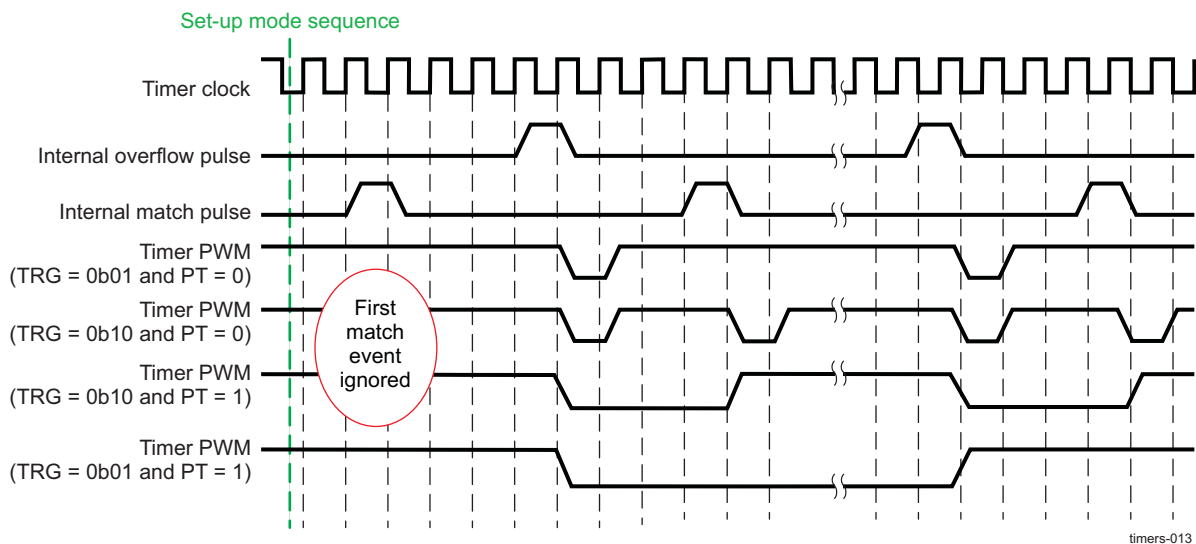 Set-up mode sequence
Timer clock
Internal overflow pulse
Internal match pulse
Timer PWM
(TRG = 0b01 and PT = 0)
Timer PWM
(TRG = 0b10 and PT = 0)
Timer PWM
(TRG = 0b10 and PT = 1)
Timer PWM
(TRG = 0b01 and PT = 1)
First
match
event
ignored
timers-013